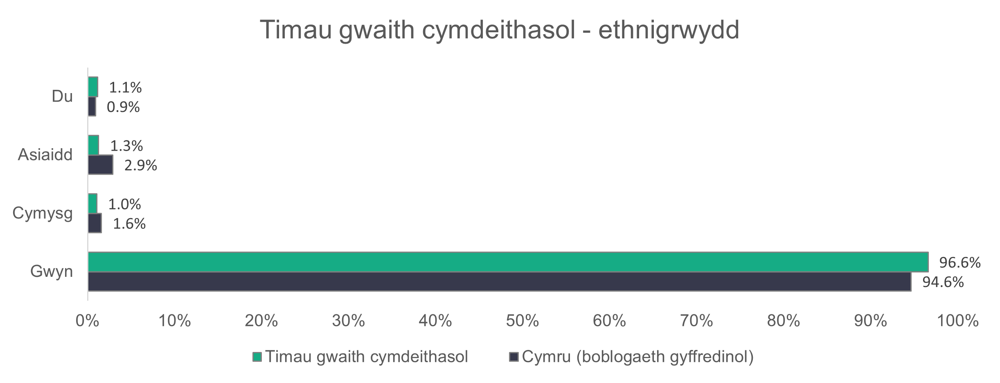 Timau gwaith cymdeithasol - ethnigrwydd
Du
1.1%
0.9%
Asiaidd
1.3%
2.9%
Cymysg
1.0%
1.6%
Gwyn
96.6%
94.6%
0% 10% 20% 30% 40% 50% 60% 70% 80% 90% 100%
Timau gwaith cymdeithasol Cymru (boblogaeth gyffredinol)